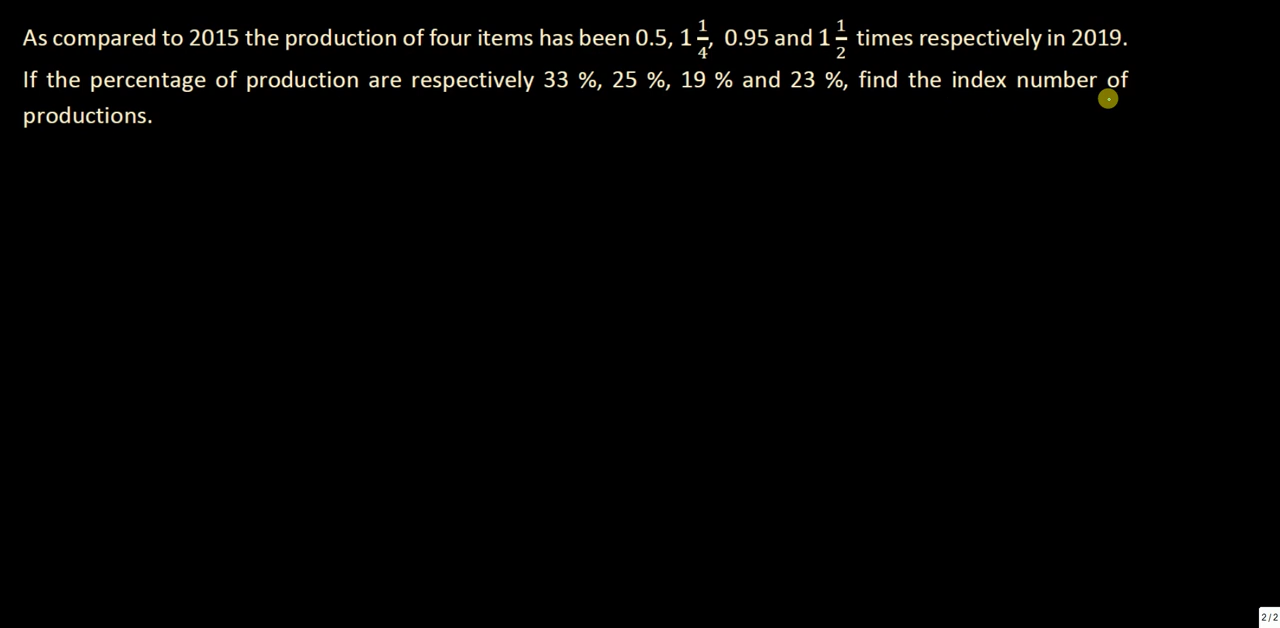 As compared to 2015 the production of four items has been 0.5, 1 1/4, 0.95 and 1 1/2 times respectively in 2019.
If the percentage of production are respectively 33 %, 25 %, 19 % and 23 %, find the index number of
productions.
2/2